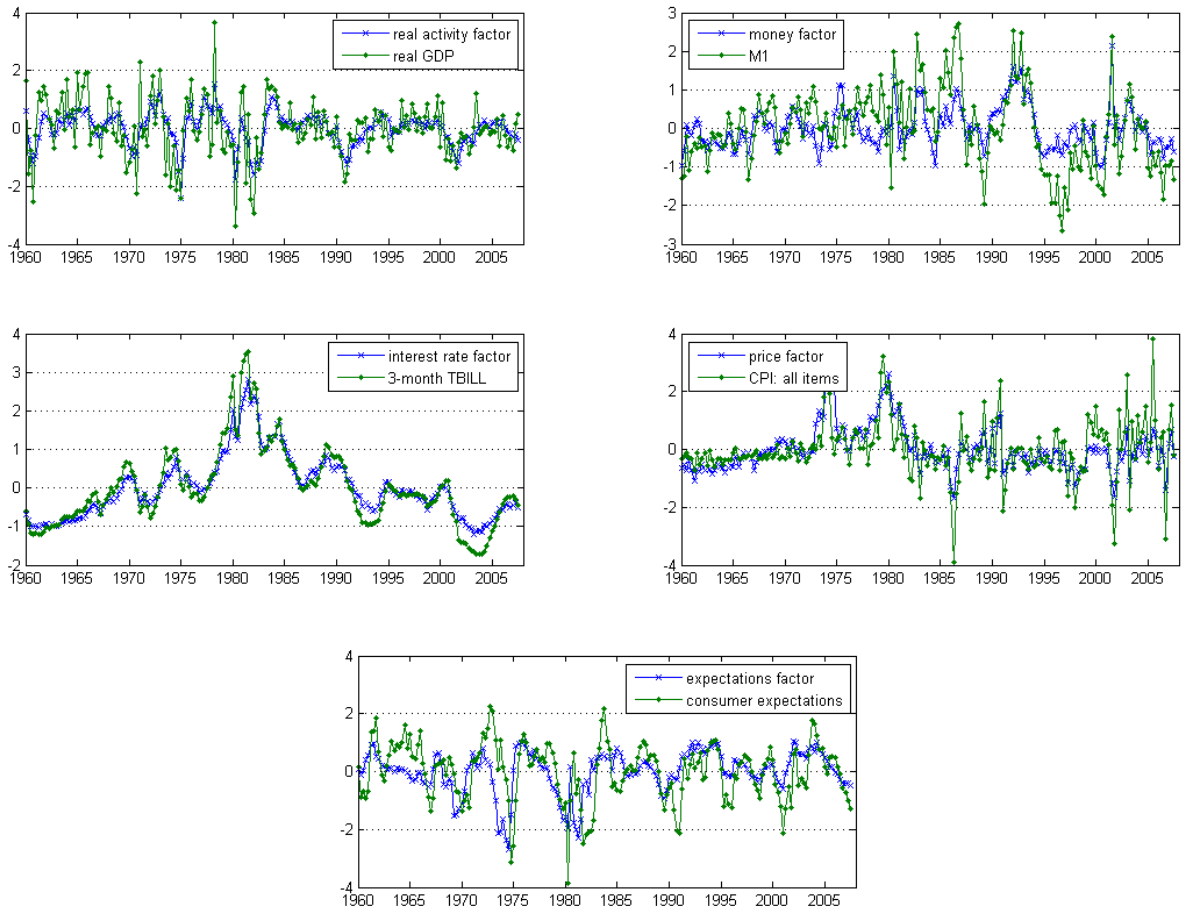 4
2
0
-2
-4
1960 1965 1970 1975 1980 1985 1990 1995 2000 2005
real activity factor
real GDP
3
2
1
0
-1
-2
-3
1960 1965 1970 1975 1980 1985 1990 1995 2000 2005
money factor
M1
4
3
2
1
0
-1
-2
1960 1965 1970 1975 1980 1985 1990 1995 2000 2005
interest rate factor
3-month TBILL
4
2
0
-2
-4
1960 1965 1970 1975 1980 1985 1990 1995 2000 2005
price factor
CPI: all items
4
2
0
-2
-4
1960 1965 1970 1975 1980 1985 1990 1995 2000 2005
expectations factor
consumer expectations